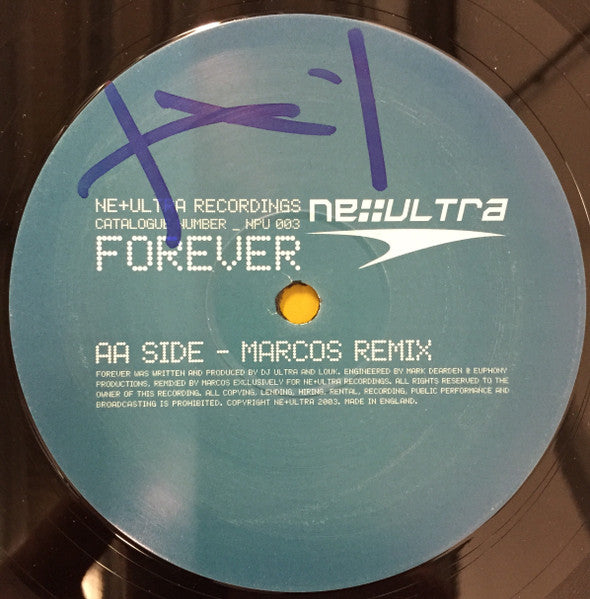 NE+ULTRA RECORDINGS
ne::ULTra
CATALOGUE NUMBER _ NPU 003
FOREVER
AA SIDE - MARCOS REMIX
FOREVER WAS WRITTEN AND PRODUCED BY DJ ULTRA AND LOUK. ENGINEERED BY MARK DEARDEN @ EUPHONY
PRODUCTIONS. REMIXED BY MARCOS EXCLUSIVELY FOR NE+ULTRA RECORDINGS. ALL RIGHTS RESERVED TO THE
OWNER OF THIS RECORDING. ALL COPYING, LENDING, HIRING, RENTAL, RECORDING, PUBLIC PERFORMANCE AND
BROADCASTING IS PROHIBITED. COPYRIGHT NE+ULTRA 2003. MADE IN ENGLAND.